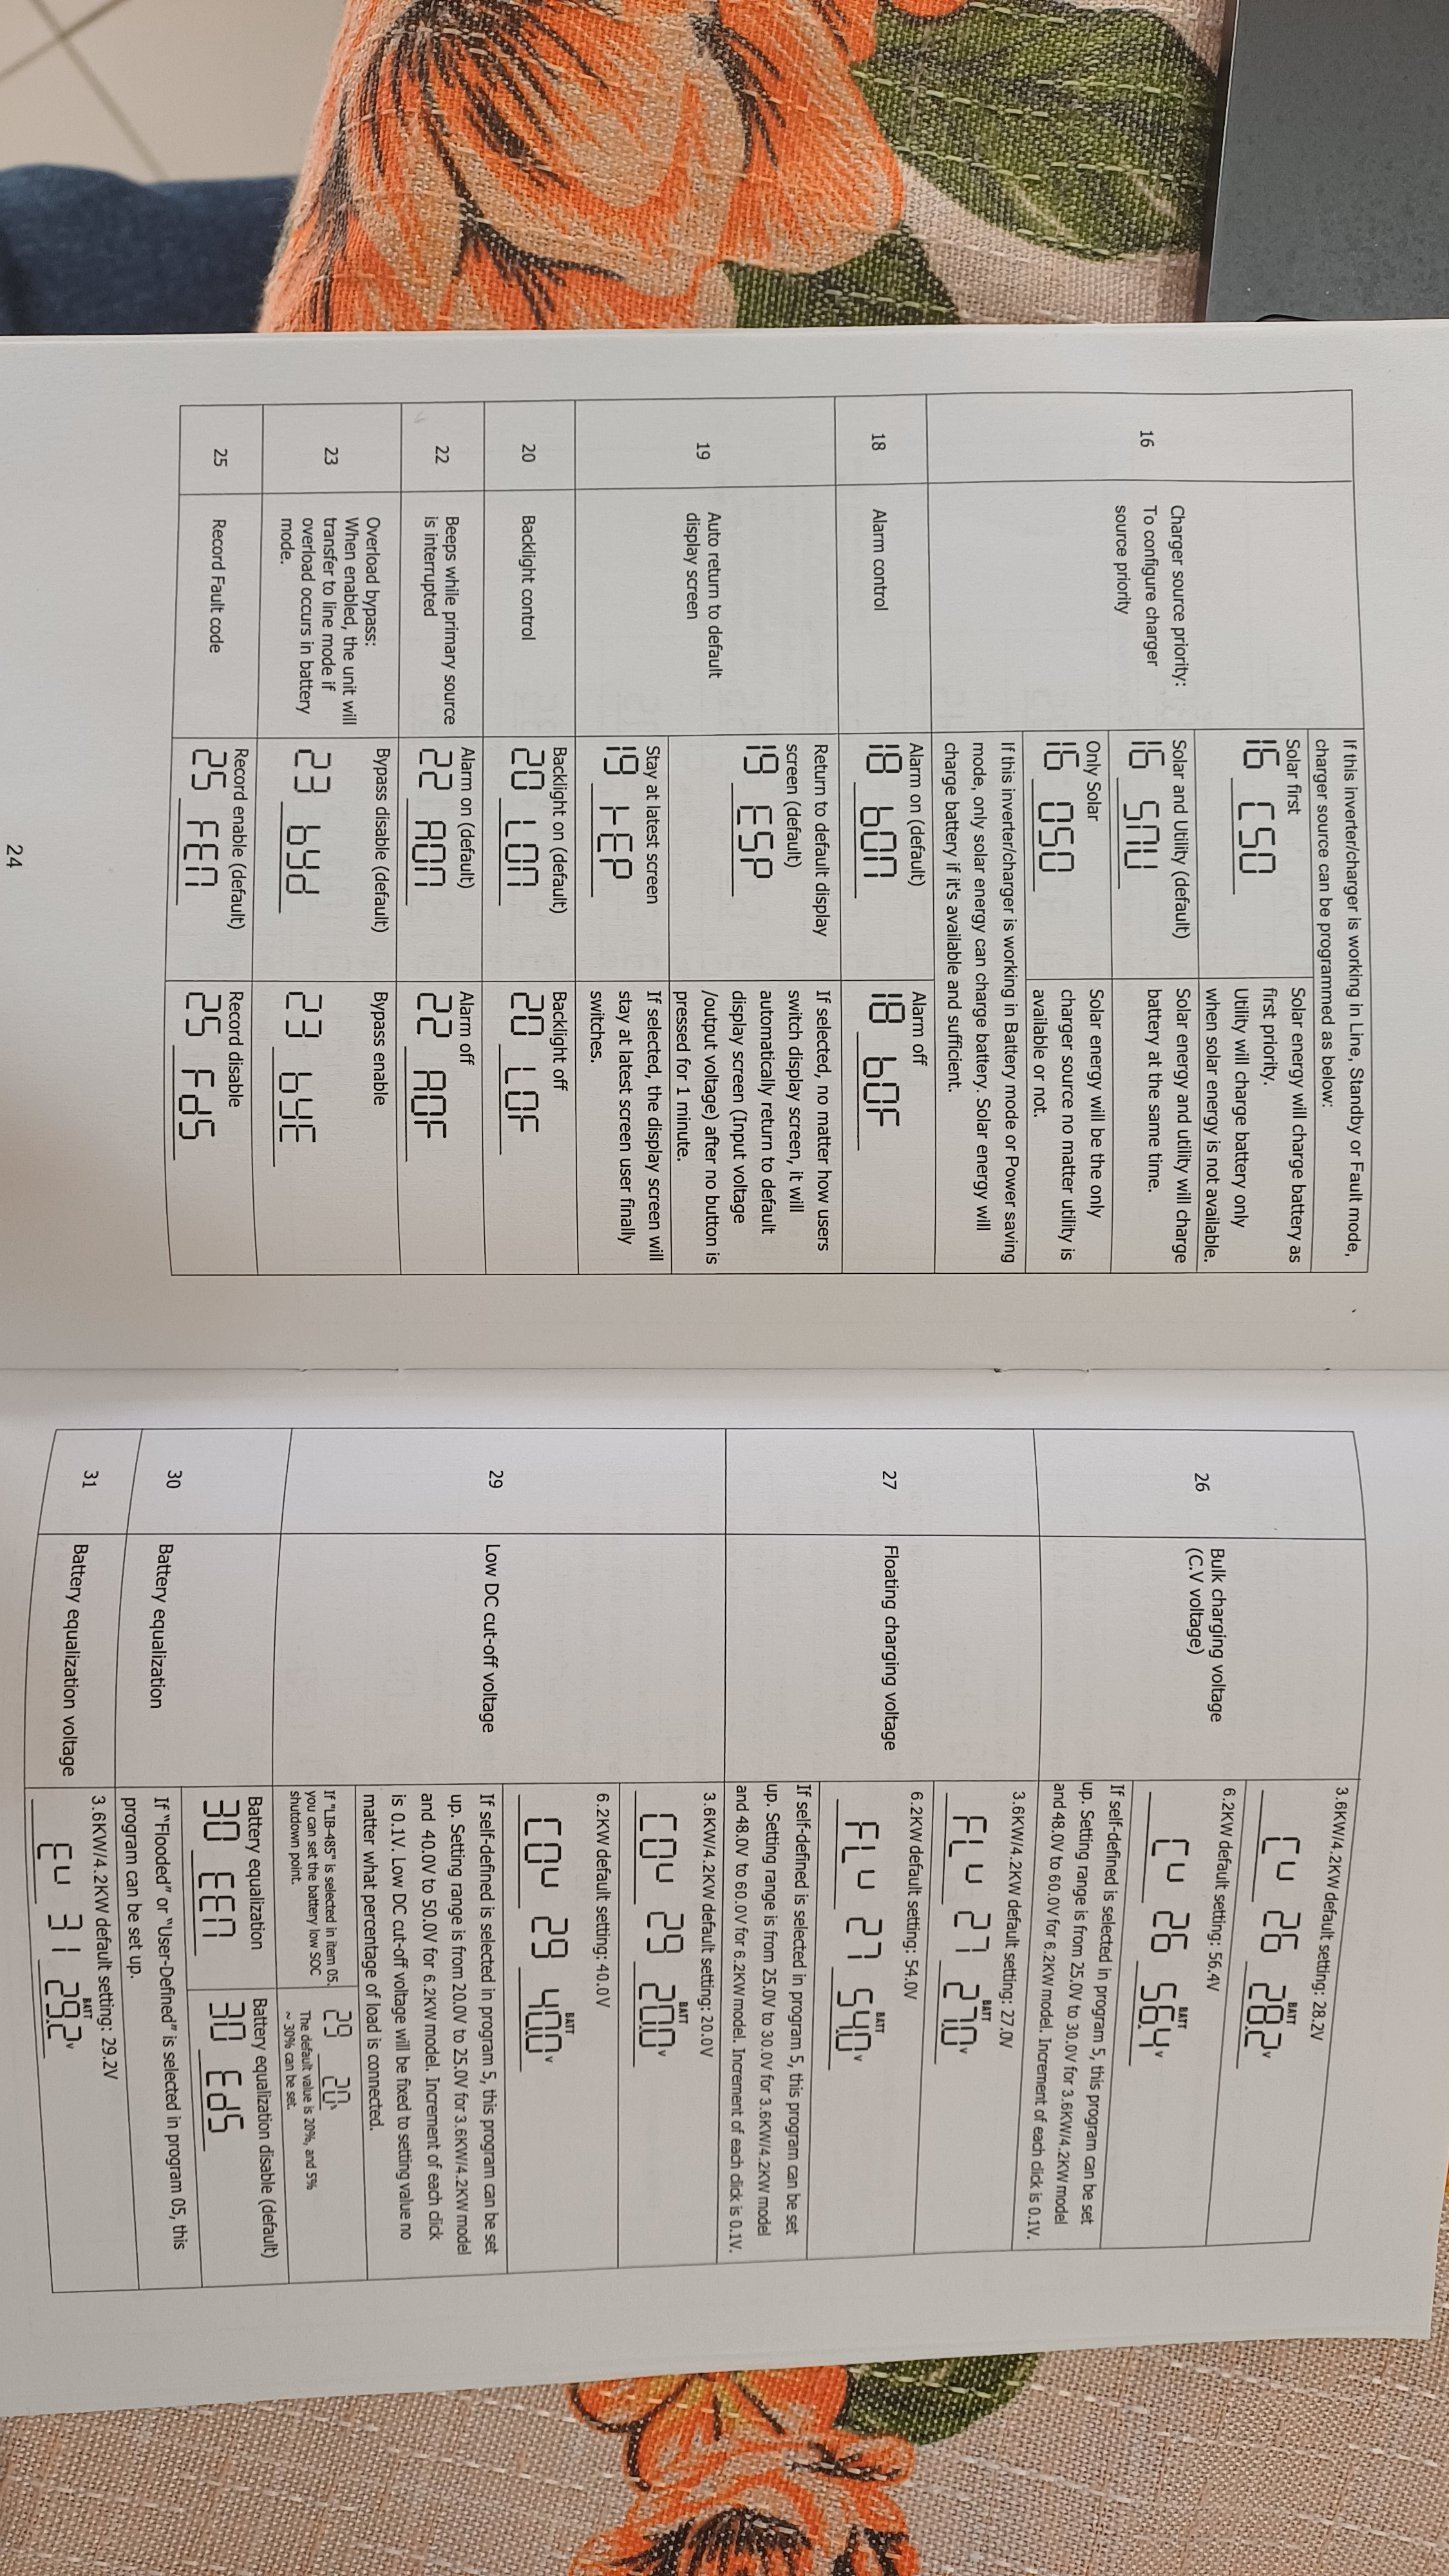 If this inverter/charger is working in Line, Standby or Fault mode,
charger source can be programmed as below:
16
Charger source priority:
To configure charger
source priority
Solar first
16 CSO
Solar energy will charge battery as
first priority.
Utility will charge battery only
when solar energy is not available.
Solar and Utility (default)
16 SNU
Solar energy and utility will charge
battery at the same time.
Only Solar
16 OSO
Solar energy will be the only
charger source no matter utility is
available or not.
If this inverter/charger is working in Battery mode or Power saving
mode, only solar energy can charge battery. Solar energy will
charge battery if it's available and sufficient.
18
Alarm control
Alarm on (default)
18 bON
Alarm off
18 bOF
19
Auto return to default
display screen
Return to default display
screen (default)
19 ESP
If selected, no matter how users
switch display screen, it will
automatically return to default
display screen (Input voltage
/output voltage) after no button is
pressed for 1 minute.
Stay at latest screen
19 tEP
If selected, the display screen will
stay at latest screen user finally
switches.
20
Backlight control
Backlight on (default)
20 LON
Backlight off
20 LOF
22
Beeps while primary source
is interrupted
Alarm on (default)
22 AON
Alarm off
22 AOF
23
Overload bypass:
When enabled, the unit will
transfer to line mode if
overload occurs in battery
mode.
Bypass disable (default)
23 byd
Bypass enable
23 byE
25
Record Fault code
Record enable (default)
25 FEN
Record disable
25 FdS
24
26
Bulk charging voltage
(C.V voltage)
3.6KW/4.2KW default setting: 28.2V
Cv 26 BATT 28.2v
6.2KW default setting: 56.4V
Cv 26 BATT 56.4v
If self-defined is selected in program 5, this program can be set
up. Setting range is from 25.0V to 30.0V for 3.6KW/4.2KW model
and 48.0V to 60.0V for 6.2KW model. Increment of each click is 0.1V.
27
Floating charging voltage
3.6KW/4.2KW default setting: 27.0V
FLv 27 BATT 27.0v
6.2KW default setting: 54.0V
FLv 27 BATT 54.0v
If self-defined is selected in program 5, this program can be set
up. Setting range is from 25.0V to 30.0V for 3.6KW/4.2KW model
and 48.0V to 60.0V for 6.2KW model. Increment of each click is 0.1V.
29
Low DC cut-off voltage
3.6KW/4.2KW default setting: 20.0V
COv 29 BATT 20.0v
6.2KW default setting: 40.0V
COv 29 BATT 40.0v
If self-defined is selected in program 5, this program can be set
up. Setting range is from 20.0V to 25.0V for 3.6KW/4.2KW model
and 40.0V to 50.0V for 6.2KW model. Increment of each click
is 0.1V. Low DC cut-off voltage will be fixed to setting value no
matter what percentage of load is connected.
If "LIB-485" is selected in item 05,
you can set the battery low SOC
shutdown point.
29 20%
The default value is 20%, and 5%
~ 30% can be set.
30
Battery equalization
Battery equalization
30 EEN
Battery equalization disable (default)
30 EdS
If "Flooded" or "User-Defined" is selected in program 05, this
program can be set up.
31
Battery equalization voltage
3.6KW/4.2KW default setting: 29.2V
Ev 31 BATT 29.2v